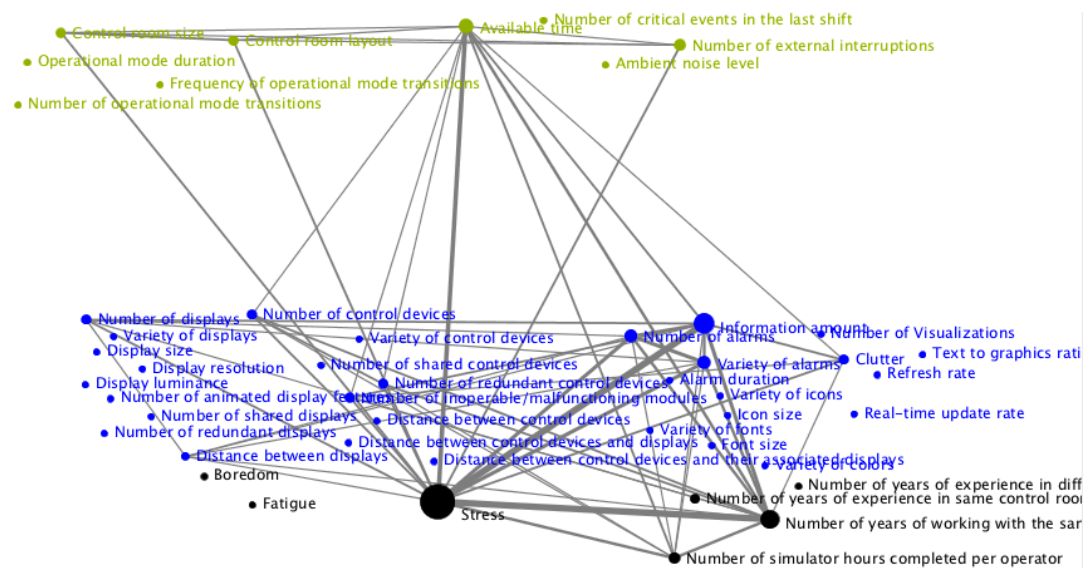 Number of critical events in the last shift
Control room size
Available time
Control room layout
Number of external interruptions
Operational mode duration
Ambient noise level
Frequency of operational mode transitions
Number of operational mode transitions
Number of displays
Number of control devices
Information amount
Number of Visualizations
Variety of displays
Variety of control devices
Number of alarms
Display size
Text to graphics rati
Display resolution
Number of shared control devices
Variety of alarms
Clutter
Refresh rate
Display luminance
Number of redundant control devices
Alarm duration
Number of animated display features
Number of inoperable/malfunctioning modules
Variety of icons
Number of shared displays
Distance between control devices
Icon size
Real-time update rate
Number of redundant displays
Distance between control devices and displays
Variety of fonts
Font size
Distance between displays
Distance between control devices and their associated displays
Variety of colors
Boredom
Number of years of experience in diff
Number of years of experience in same control roo
Fatigue
Stress
Number of years of working with the sar
Number of simulator hours completed per operator